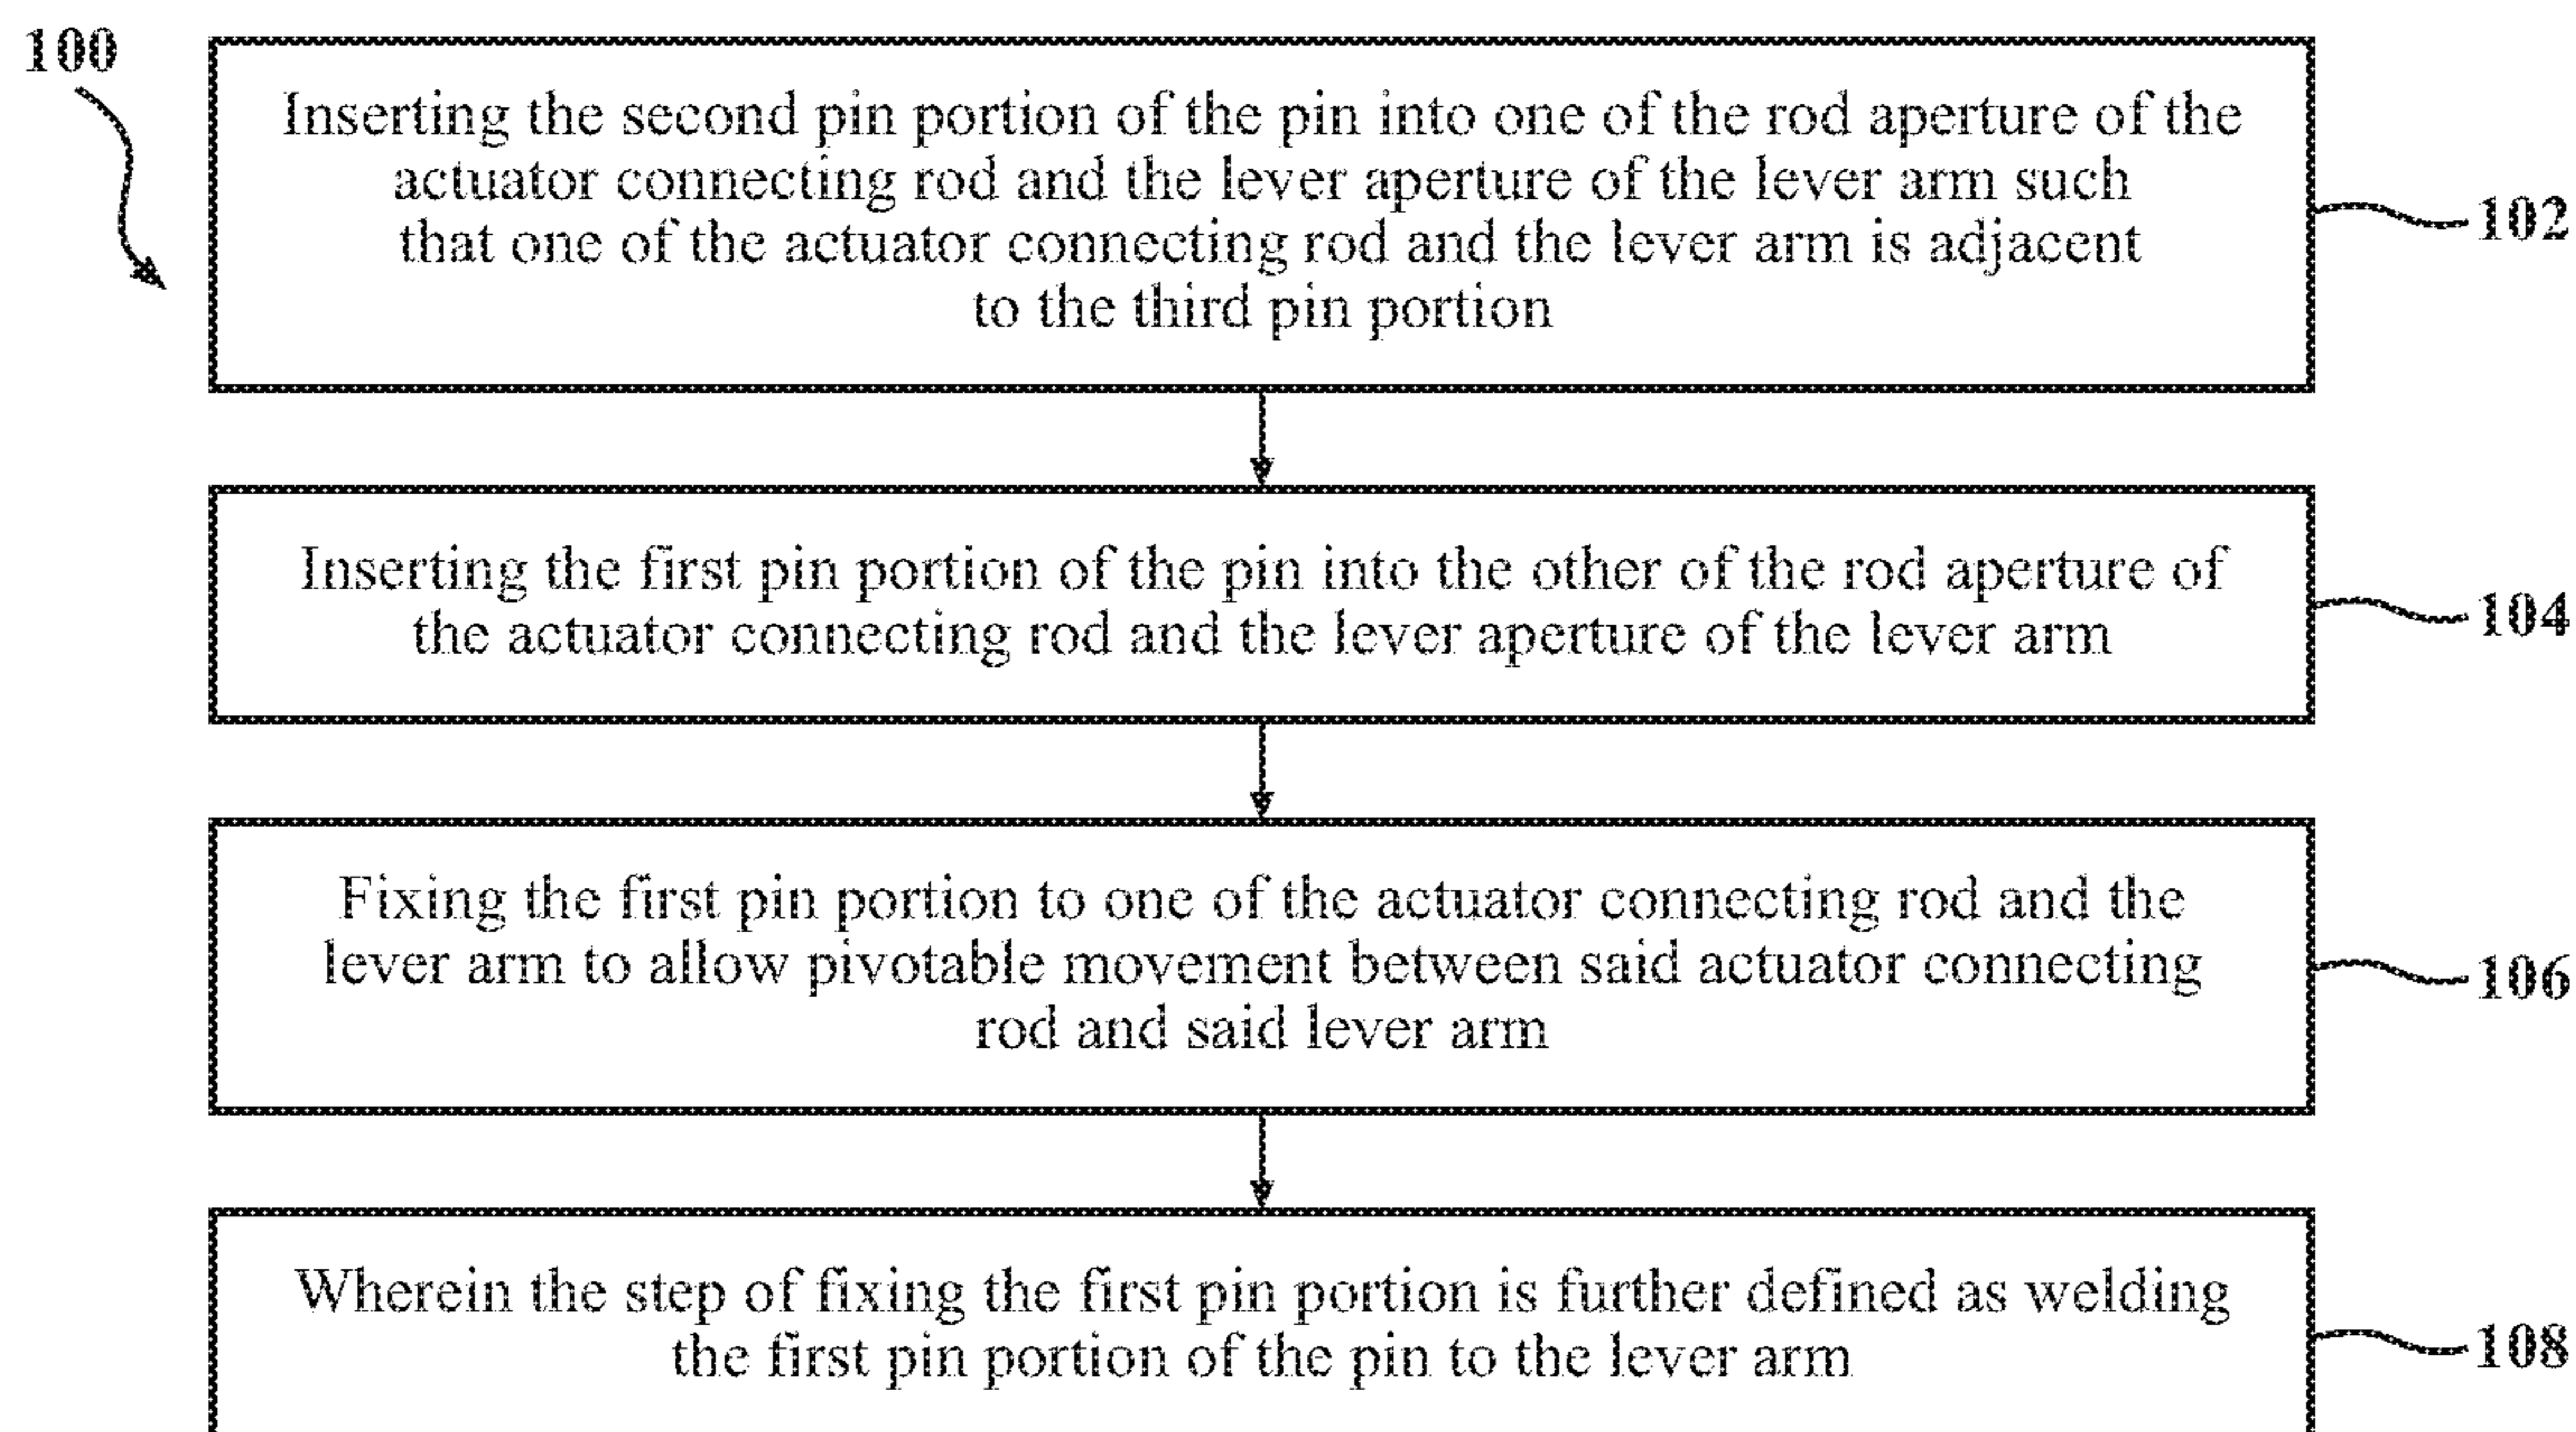 100
Inserting the second pin portion of the pin into one of the rod aperture of the
actuator connecting rod and the lever aperture of the lever arm such
that one of the actuator connecting rod and the lever arm is adjacent
to the third pin portion
102
Inserting the first pin portion of the pin into the other of the rod aperture of
the actuator connecting rod and the lever aperture of the lever arm
104
Fixing the first pin portion to one of the actuator connecting rod and the
lever arm to allow pivotable movement between said actuator connecting
rod and said lever arm
106
Wherein the step of fixing the first pin portion is further defined as welding
the first pin portion of the pin to the lever arm
108